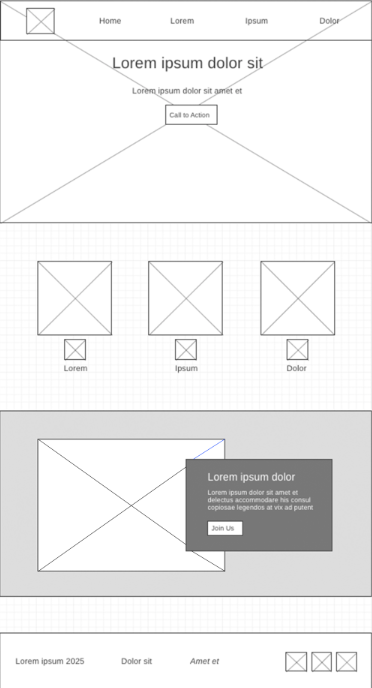 Home Lorem Ipsum Dolor
Lorem ipsum dolor sit
Lorem ipsum dolor sit amet et
Call to Action
Lorem Ipsum Dolor
Lorem ipsum dolor
Lorem ipsum dolor sit amet et
delectus accommodare his consul
copiosae legendos at vix ad putent
Join Us
Lorem ipsum 2025 Dolor sit Amet et